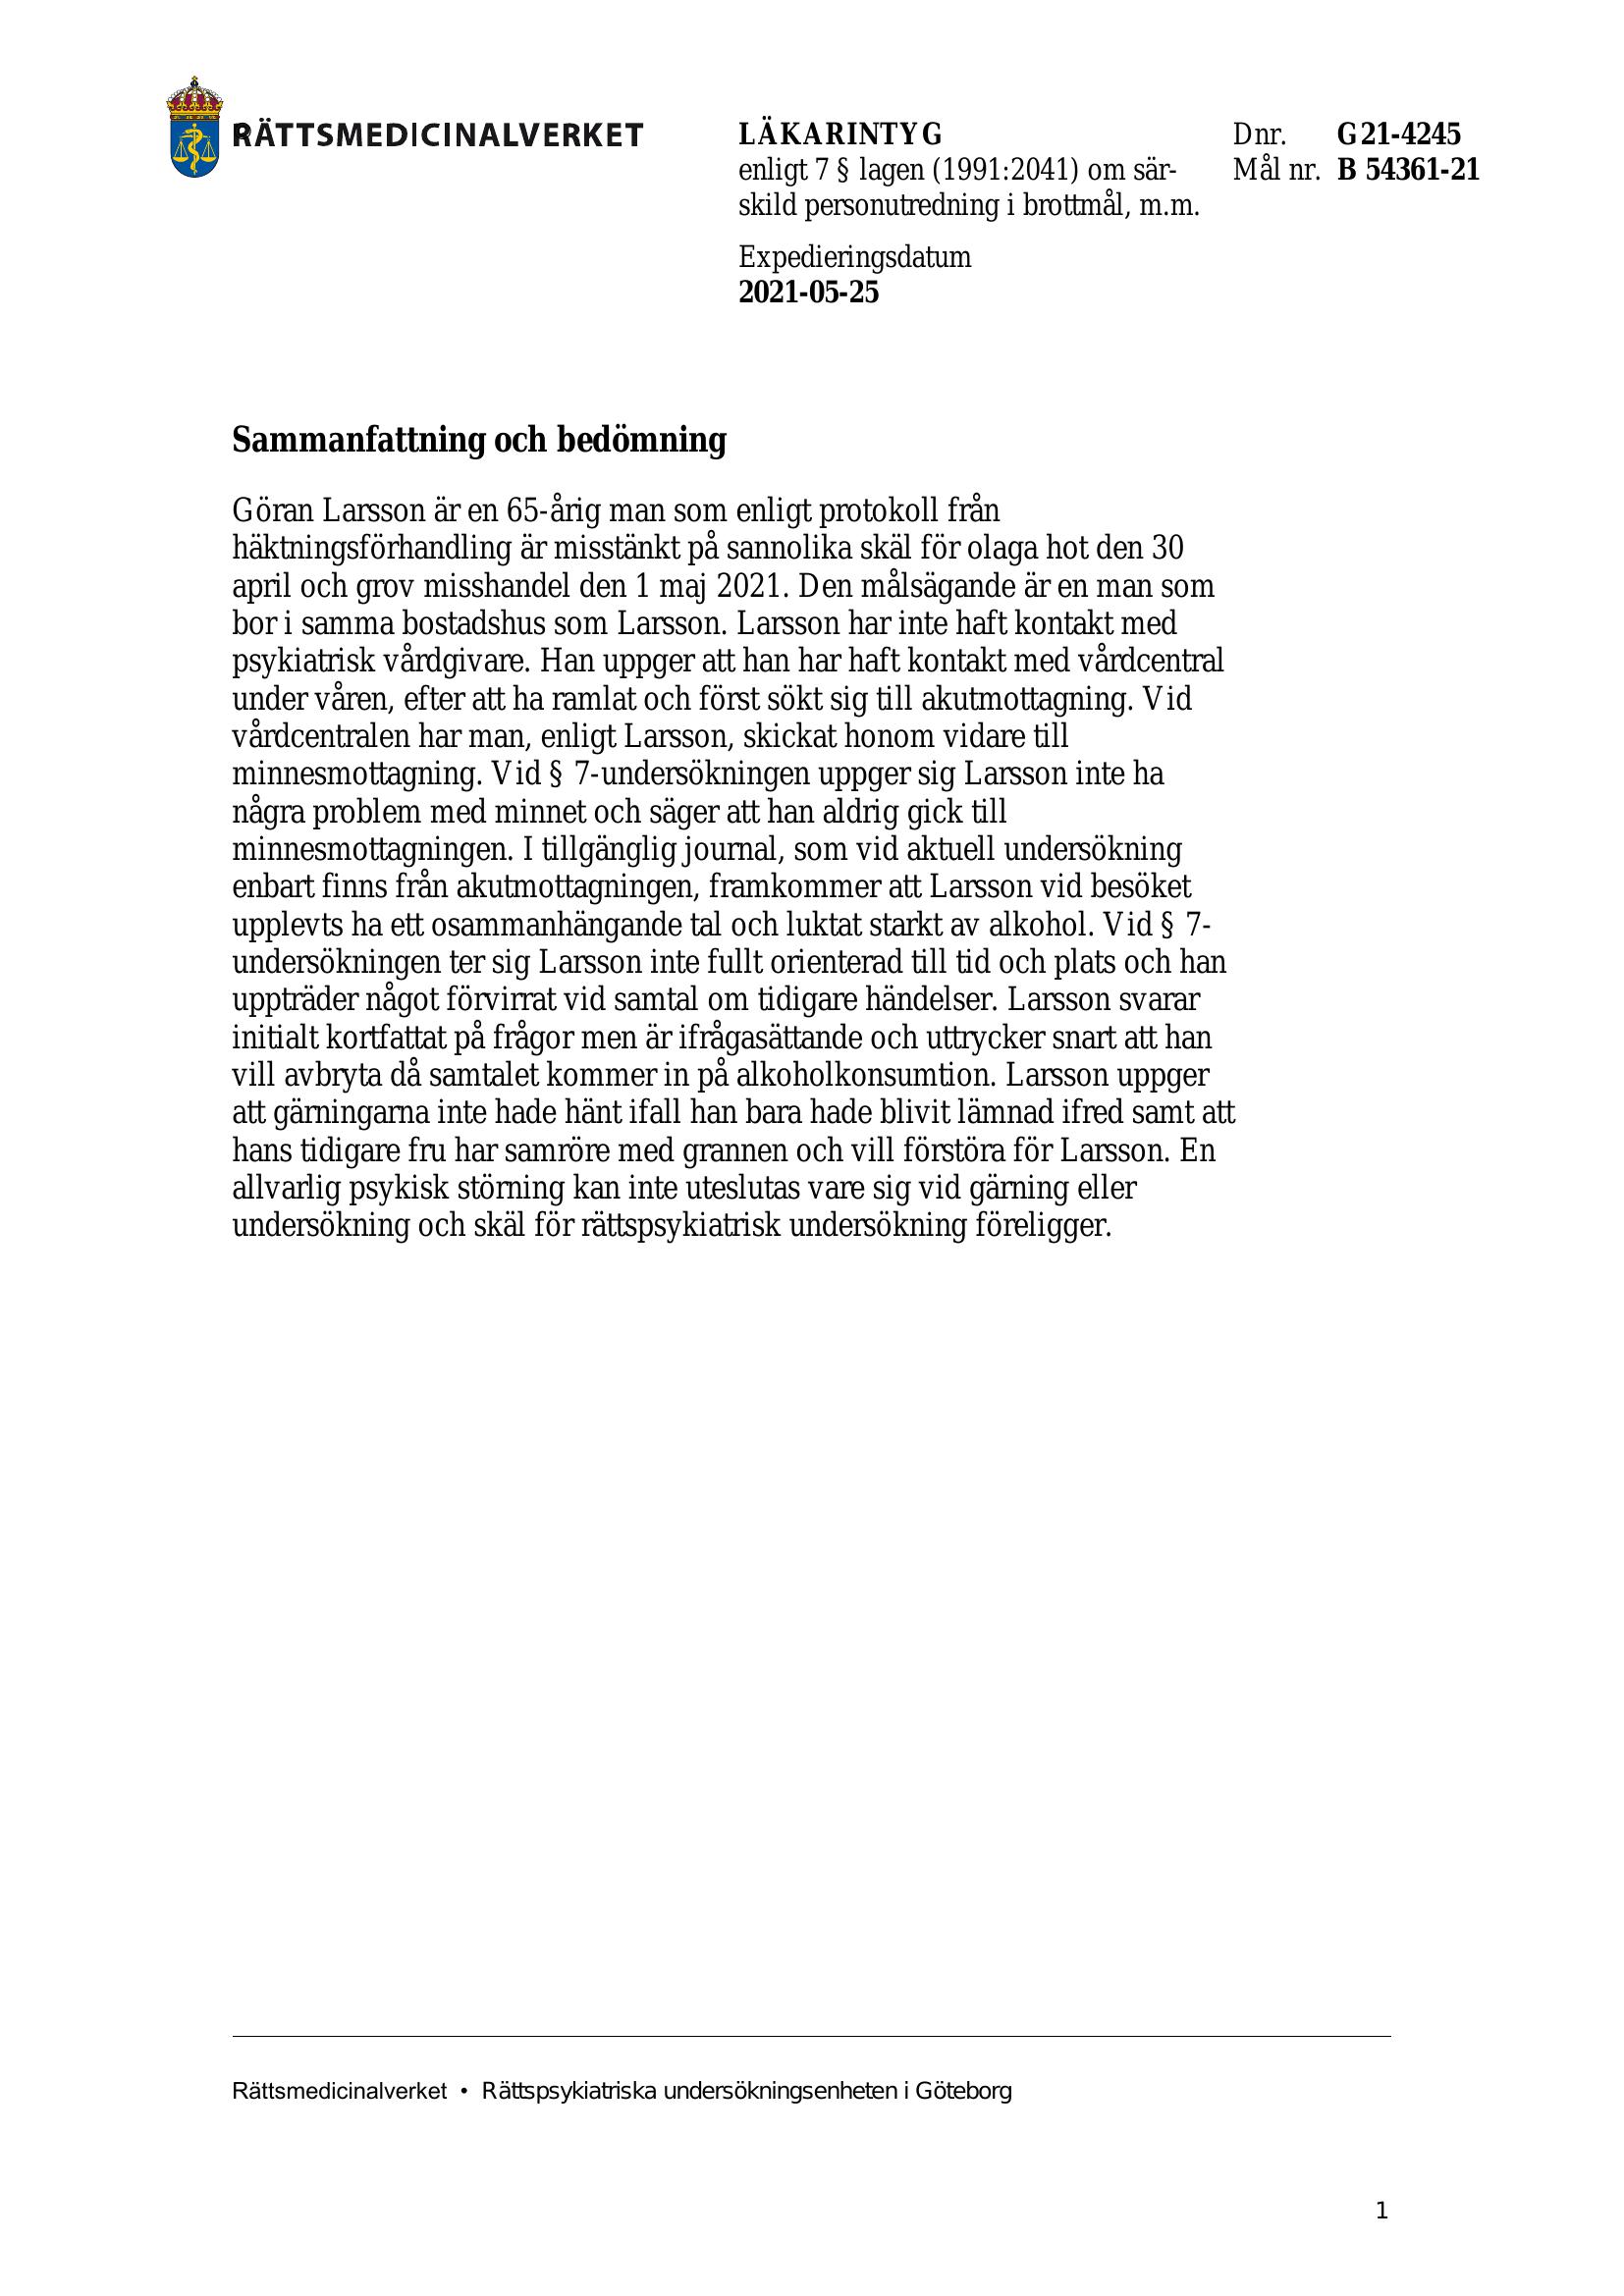 RÄTTSMEDICINALVERKET
LÄKARINTYG
enligt 7 § lagen (1991:2041) om sär-
skild personutredning i brottmål, m.m.
Expedieringsdatum
2021-05-25
Dnr. G21-4245
Mål nr. B 54361-21
Sammanfattning och bedömning
Göran Larsson är en 65-årig man som enligt protokoll från
häktningsförhandling är misstänkt på sannolika skäl för olaga hot den 30
april och grov misshandel den 1 maj 2021. Den målsägande är en man som
bor i samma bostadshus som Larsson. Larsson har inte haft kontakt med
psykiatrisk vårdgivare. Han uppger att han har haft kontakt med vårdcentral
under våren, efter att ha ramlat och först sökt sig till akutmottagning. Vid
vårdcentralen har man, enligt Larsson, skickat honom vidare till
minnesmottagning. Vid § 7-undersökningen uppger sig Larsson inte ha
några problem med minnet och säger att han aldrig gick till
minnesmottagningen. I tillgänglig journal, som vid aktuell undersökning
enbart finns från akutmottagningen, framkommer att Larsson vid besöket
upplevts ha ett osammanhängande tal och luktat starkt av alkohol. Vid § 7-
undersökningen ter sig Larsson inte fullt orienterad till tid och plats och han
uppträder något förvirrat vid samtal om tidigare händelser. Larsson svarar
initialt kortfattat på frågor men är ifrågasättande och uttrycker snart att han
vill avbryta då samtalet kommer in på alkoholkonsumtion. Larsson uppger
att gärningarna inte hade hänt ifall han bara hade blivit lämnad ifred samt att
hans tidigare fru har samröre med grannen och vill förstöra för Larsson. En
allvarlig psykisk störning kan inte uteslutas vare sig vid gärning eller
undersökning och skäl för rättspsykiatrisk undersökning föreligger.
Rättsmedicinalverket • Rättspsykiatriska undersökningsenheten i Göteborg
1